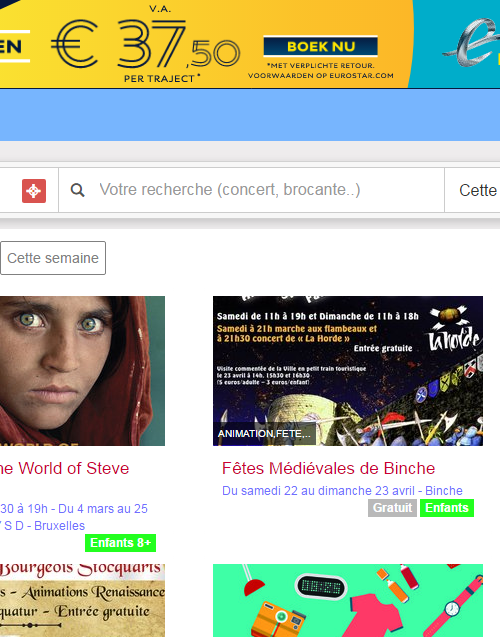 V.A.
EN
€ 37,50
BOEK NU
PER TRAJECT*
*MET VERPLICHTE RETOUR.
VOORWAARDEN OP EUROSTAR.COM
Votre recherche (concert, brocante..)
Cette
Cette semaine
WORLD OF
ne World of Steve
30 à 19h - Du 4 mars au 25
Y S D - Bruxelles
Enfants 8+
Samedi de 11h à 19h et Dimanche de 11h à 18h
Samedi à 21h marche aux flambeaux et
à 21h30 concert de « La Horde »
Entrée gratuite
La Horde
Visite commentée de la Ville en petit train touristique
le 23 avril à 14h, 15h30 et 16h30
(5 euros/adulte – 3 euros/enfant)
ANIMATION,FETE,..
Fêtes Médiévales de Binche
Du samedi 22 au dimanche 23 avril - Binche
Gratuit
Enfants
Bourgeois Stocquarts
s - Animations Renaissance
quatur - Entrée gratuite
08:26